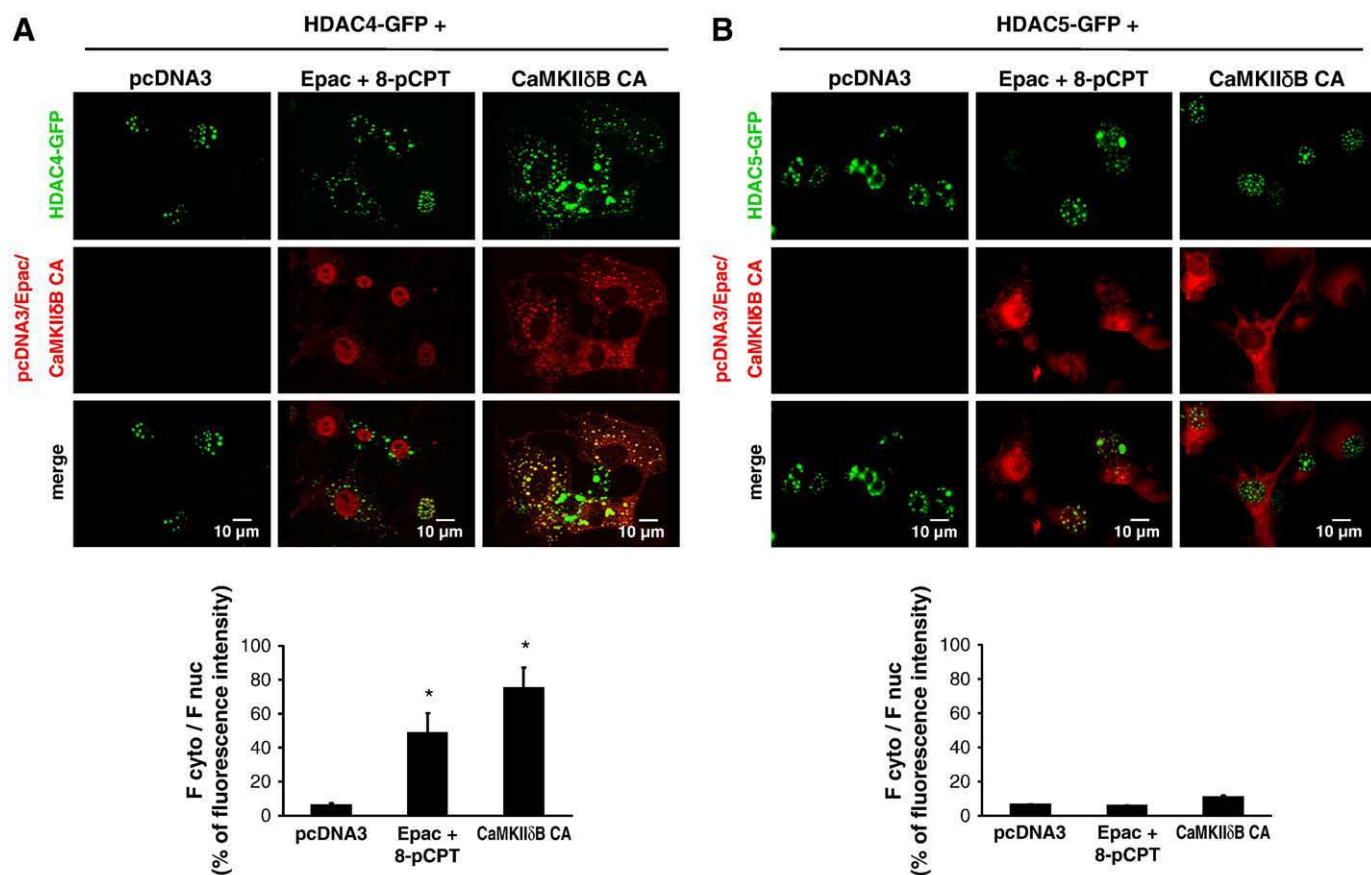 A
HDAC4-GFP +
pcDNA3
Epac + 8-pCPT
CaMKIIδB CA
HDAC4-GFP
pcDNA3/Epac/
CaMKIIδB CA
merge
10 µm
10 µm
10 µm
F cyto / F nuc
(% of fluorescence intensity)
100
80
60
40
20
0
*
*
pcDNA3
Epac +
8-pCPT
CaMKIIδB CA
B
HDAC5-GFP +
pcDNA3
Epac + 8-pCPT
CaMKIIδB CA
HDAC5-GFP
pcDNA3/Epac/
CaMKIIδB CA
merge
10 µm
10 µm
10 µm
F cyto / F nuc
(% of fluorescence intensity)
100
80
60
40
20
0
pcDNA3
Epac +
8-pCPT
CaMKIIδB CA